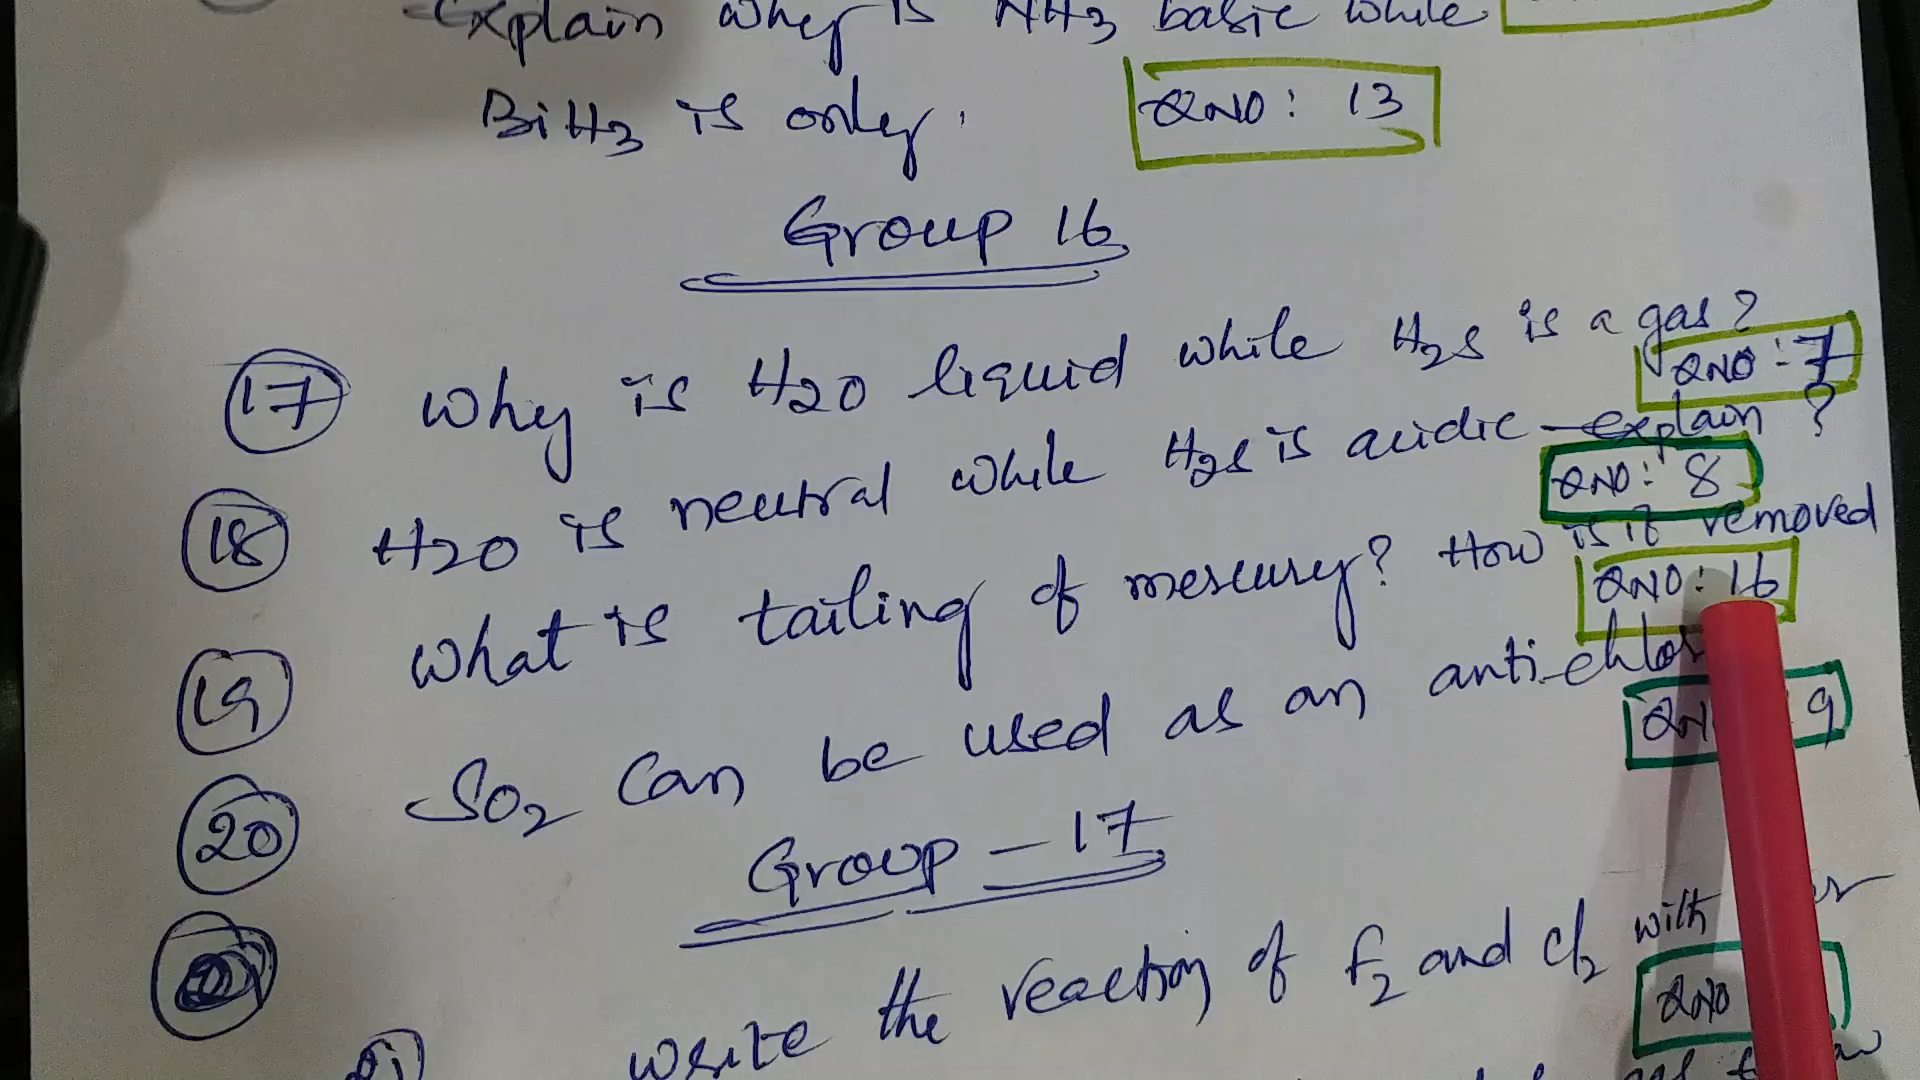 Explain why is NH3 basic while
BiH3 is only.
QNO: 13
Group 16
17 Why is H2O liquid while H2S is a gas?
QNO: 7
18 H2O is neutral while H2S is acidic explain?
QNO: 8
19 What is tailing of mercury? How is it removed
QNO: 16
20 SO2 can be used as an anti-chlor
9
Group - 17
21 write the reaction of F2 and Cl2 with
QNO